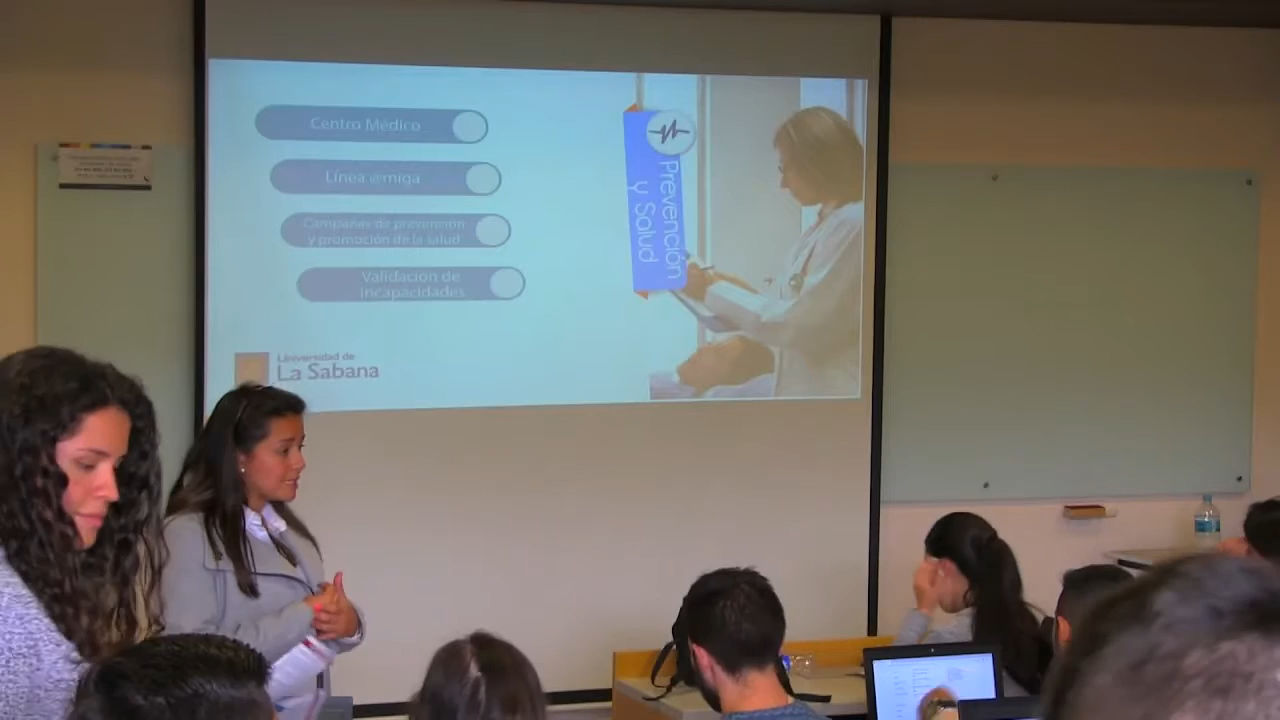 Centro Médico
Línea @miga
Campañas de prevención
y promoción de la salud
Validación de
incapacidades
Prevención
y Salud
Universidad de
La Sabana